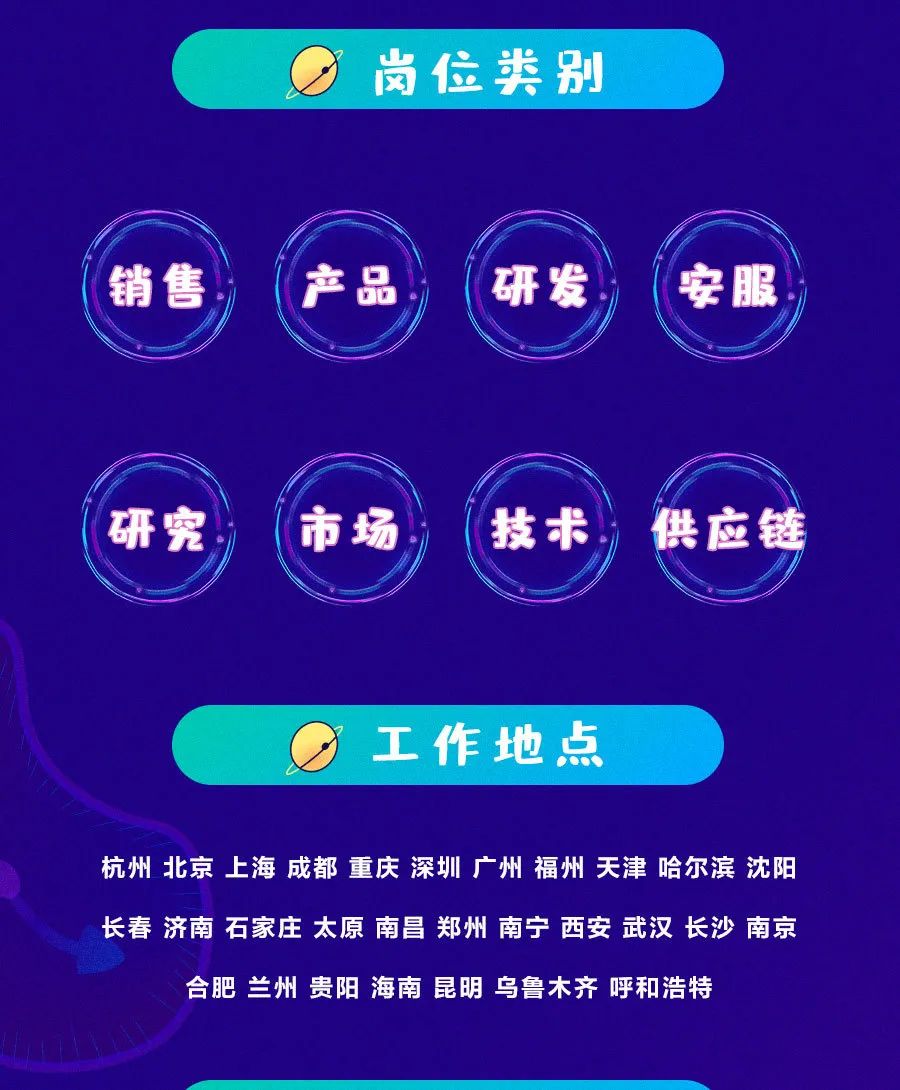 岗位类别
销售 产品 研发 安服
研究 市场 技术 供应链
工作地点
杭州 北京 上海 成都 重庆 深圳 广州 福州 天津 哈尔滨 沈阳
长春 济南 石家庄 太原 南昌 郑州 南宁 西安 武汉 长沙 南京
合肥 兰州 贵阳 海南 昆明 乌鲁木齐 呼和浩特